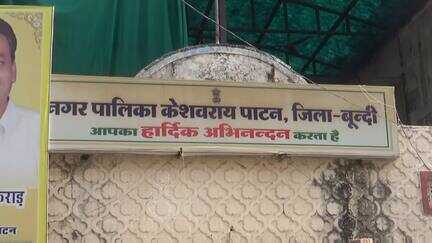 नगर पालिका केशवराय पाटन, जिला-बून्दी
आपका हार्दिक अभिनन्दन करता है